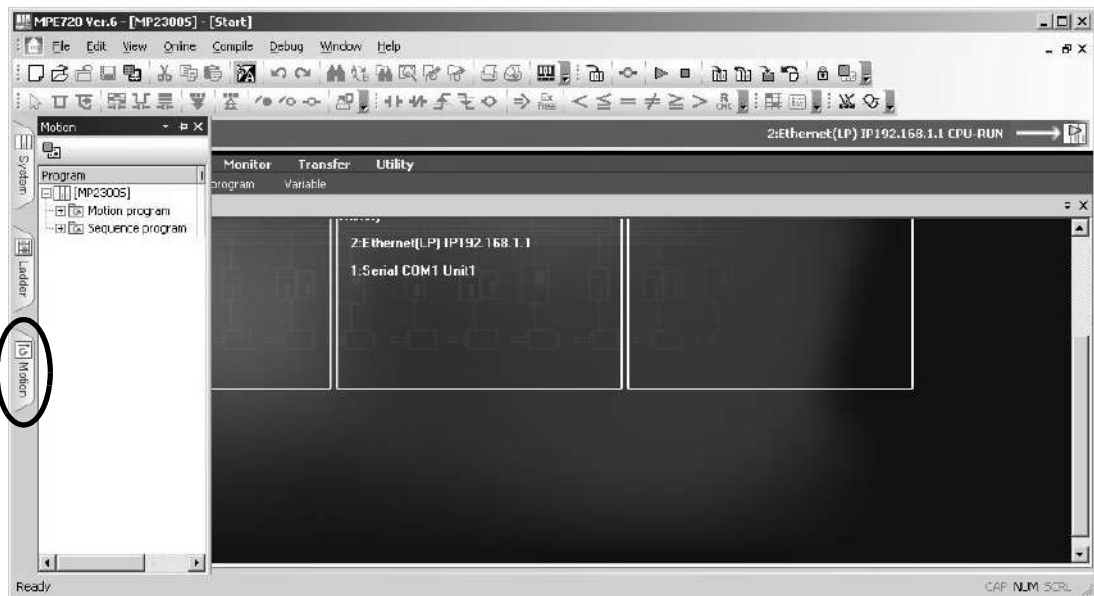 MPE720 Ver.6 - [MP2300S] - [Start]
File Edit View Online Compile Debug Window Help
Motion
2:Ethernet(LP) IP192.168.1.1 CPU-RUN
System
Ladder
Motion
Program
[MP2300S]
Motion program
Sequence program
Monitor Transfer Utility
program Variable
2:Ethernet(LP) IP192.168.1.1
1:Serial COM1 Unit1
Ready
CAP NUM SCRL